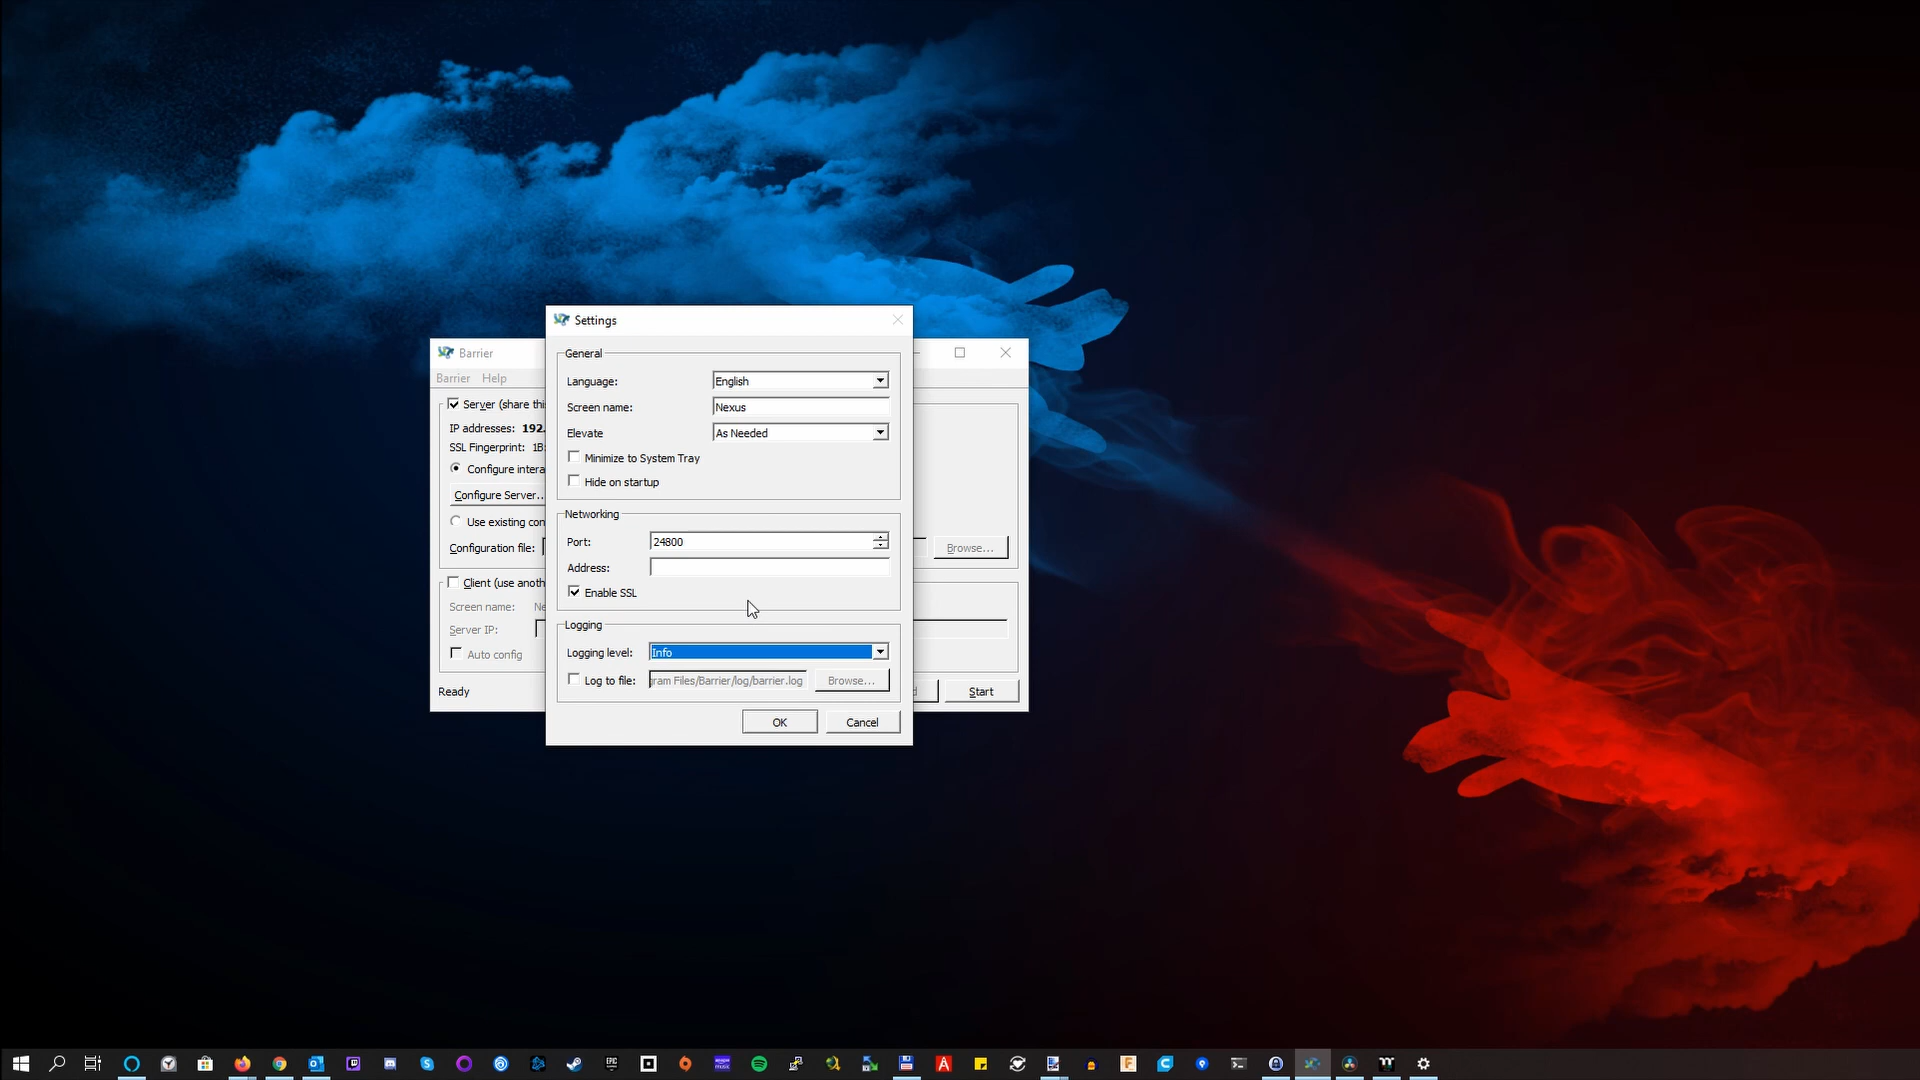 Settings
General
Language: English
Screen name: Nexus
Elevate As Needed
Minimize to System Tray
Hide on startup
Networking
Port: 24800
Address:
Enable SSL
Logging
Logging level: Info
Log to file: gram Files/Barrier/log/barrier.log Browse...
OK Cancel
Barrier
Barrier Help
Server (share thi
IP addresses: 192.
SSL Fingerprint: 1B
Configure intera
Configure Server..
Use existing con
Configuration file: Browse...
Client (use anoth
Screen name: Ne
Server IP:
Auto config
Ready
Start
EPIC